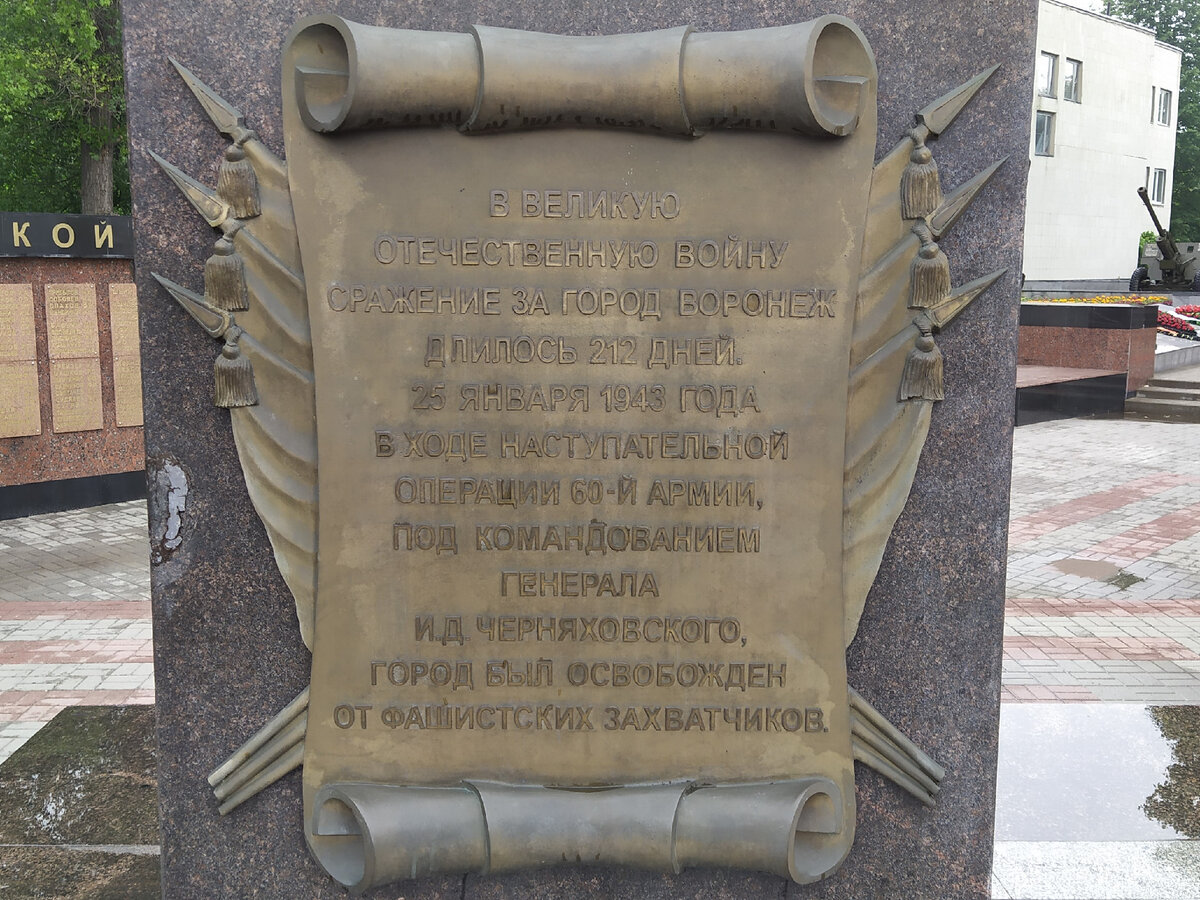 В ВЕЛИКУЮ
ОТЕЧЕСТВЕННУЮ ВОЙНУ
СРАЖЕНИЕ ЗА ГОРОД ВОРОНЕЖ
ДЛИЛОСЬ 212 ДНЕЙ.
25 ЯНВАРЯ 1943 ГОДА
В ХОДЕ НАСТУПАТЕЛЬНОЙ
ОПЕРАЦИИ 60-Й АРМИИ,
ПОД КОМАНДОВАНИЕМ
ГЕНЕРАЛА
И.Д. ЧЕРНЯХОВСКОГО,
ГОРОД БЫЛ ОСВОБОЖДЕН
ОТ ФАШИСТСКИХ ЗАХВАТЧИКОВ.
КОЙ